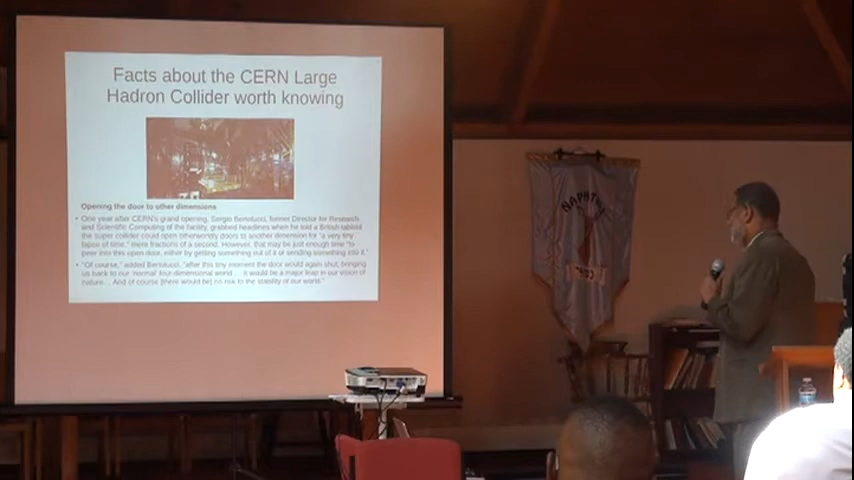 Facts about the CERN Large
Hadron Collider worth knowing
Opening the door to other dimensions
• One year after CERN's grand opening, Sergio Bertolucci, former Director for Research
and Scientific Computing of the facility, grabbed headlines when he told a British tabloid
the super collider could open otherworldly doors to another dimension for "a very tiny
lapse of time," mere fractions of a second. However, that may be just enough time "to
peer into this open door, either by getting something out of it or sending something into it."
• "Of course," added Bertolucci, "after this tiny moment the door would again shut, bringing
us back to our 'normal' four-dimensional world . . . It would be a major leap in our vision of
nature... And of course [there would be] no risk to the stability of our world."